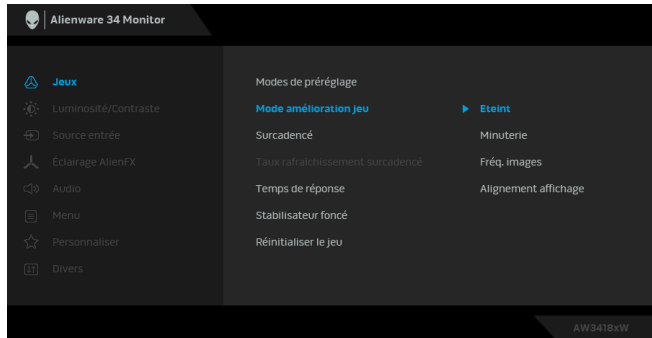 Alienware 34 Monitor
Jeux
Modes de préréglage
Luminosité/Contraste
Mode amélioration jeu
Eteint
Source entrée
Surcadencé
Minuterie
Éclairage AlienFX
Taux rafraichissement surcadencé
Fréq. images
Audio
Temps de réponse
Alignement affichage
Menu
Stabilisateur foncé
Personnaliser
Réinitialiser le jeu
Divers
AW3418xW